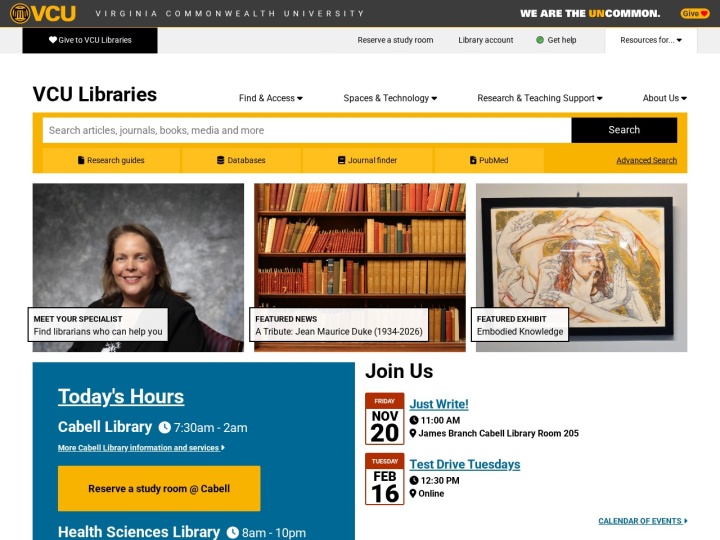 VCU
VIRGINIA COMMONWEALTH UNIVERSITY
WE ARE THE UNCOMMON.
Give
Give to VCU Libraries
Reserve a study room
Library account
Get help
Resources for...
VCU Libraries
Find & Access
Spaces & Technology
Research & Teaching Support
About Us
Search articles, journals, books, media and more
Search
Research guides
Databases
Journal finder
PubMed
Advanced Search
MEET YOUR SPECIALIST
Find librarians who can help you
FEATURED NEWS
A Tribute: Jean Maurice Duke (1934-2026)
FEATURED EXHIBIT
Embodied Knowledge
Today's Hours
Cabell Library 7:30am - 2am
More Cabell Library information and services
Reserve a study room @ Cabell
Health Sciences Library 8am - 10pm
Join Us
FRIDAY
NOV
20
Just Write!
11:00 AM
James Branch Cabell Library Room 205
TUESDAY
FEB
16
Test Drive Tuesdays
12:30 PM
Online
CALENDAR OF EVENTS